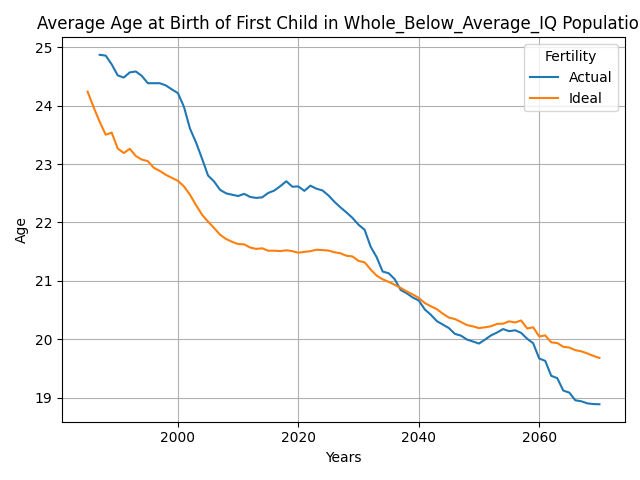 Average Age at Birth of First Child in Whole_Below_Average_IQ Populatio
25
24
23
22
21
20
19
Age
Fertility
Actual
Ideal
2000
2020
2040
2060
Years